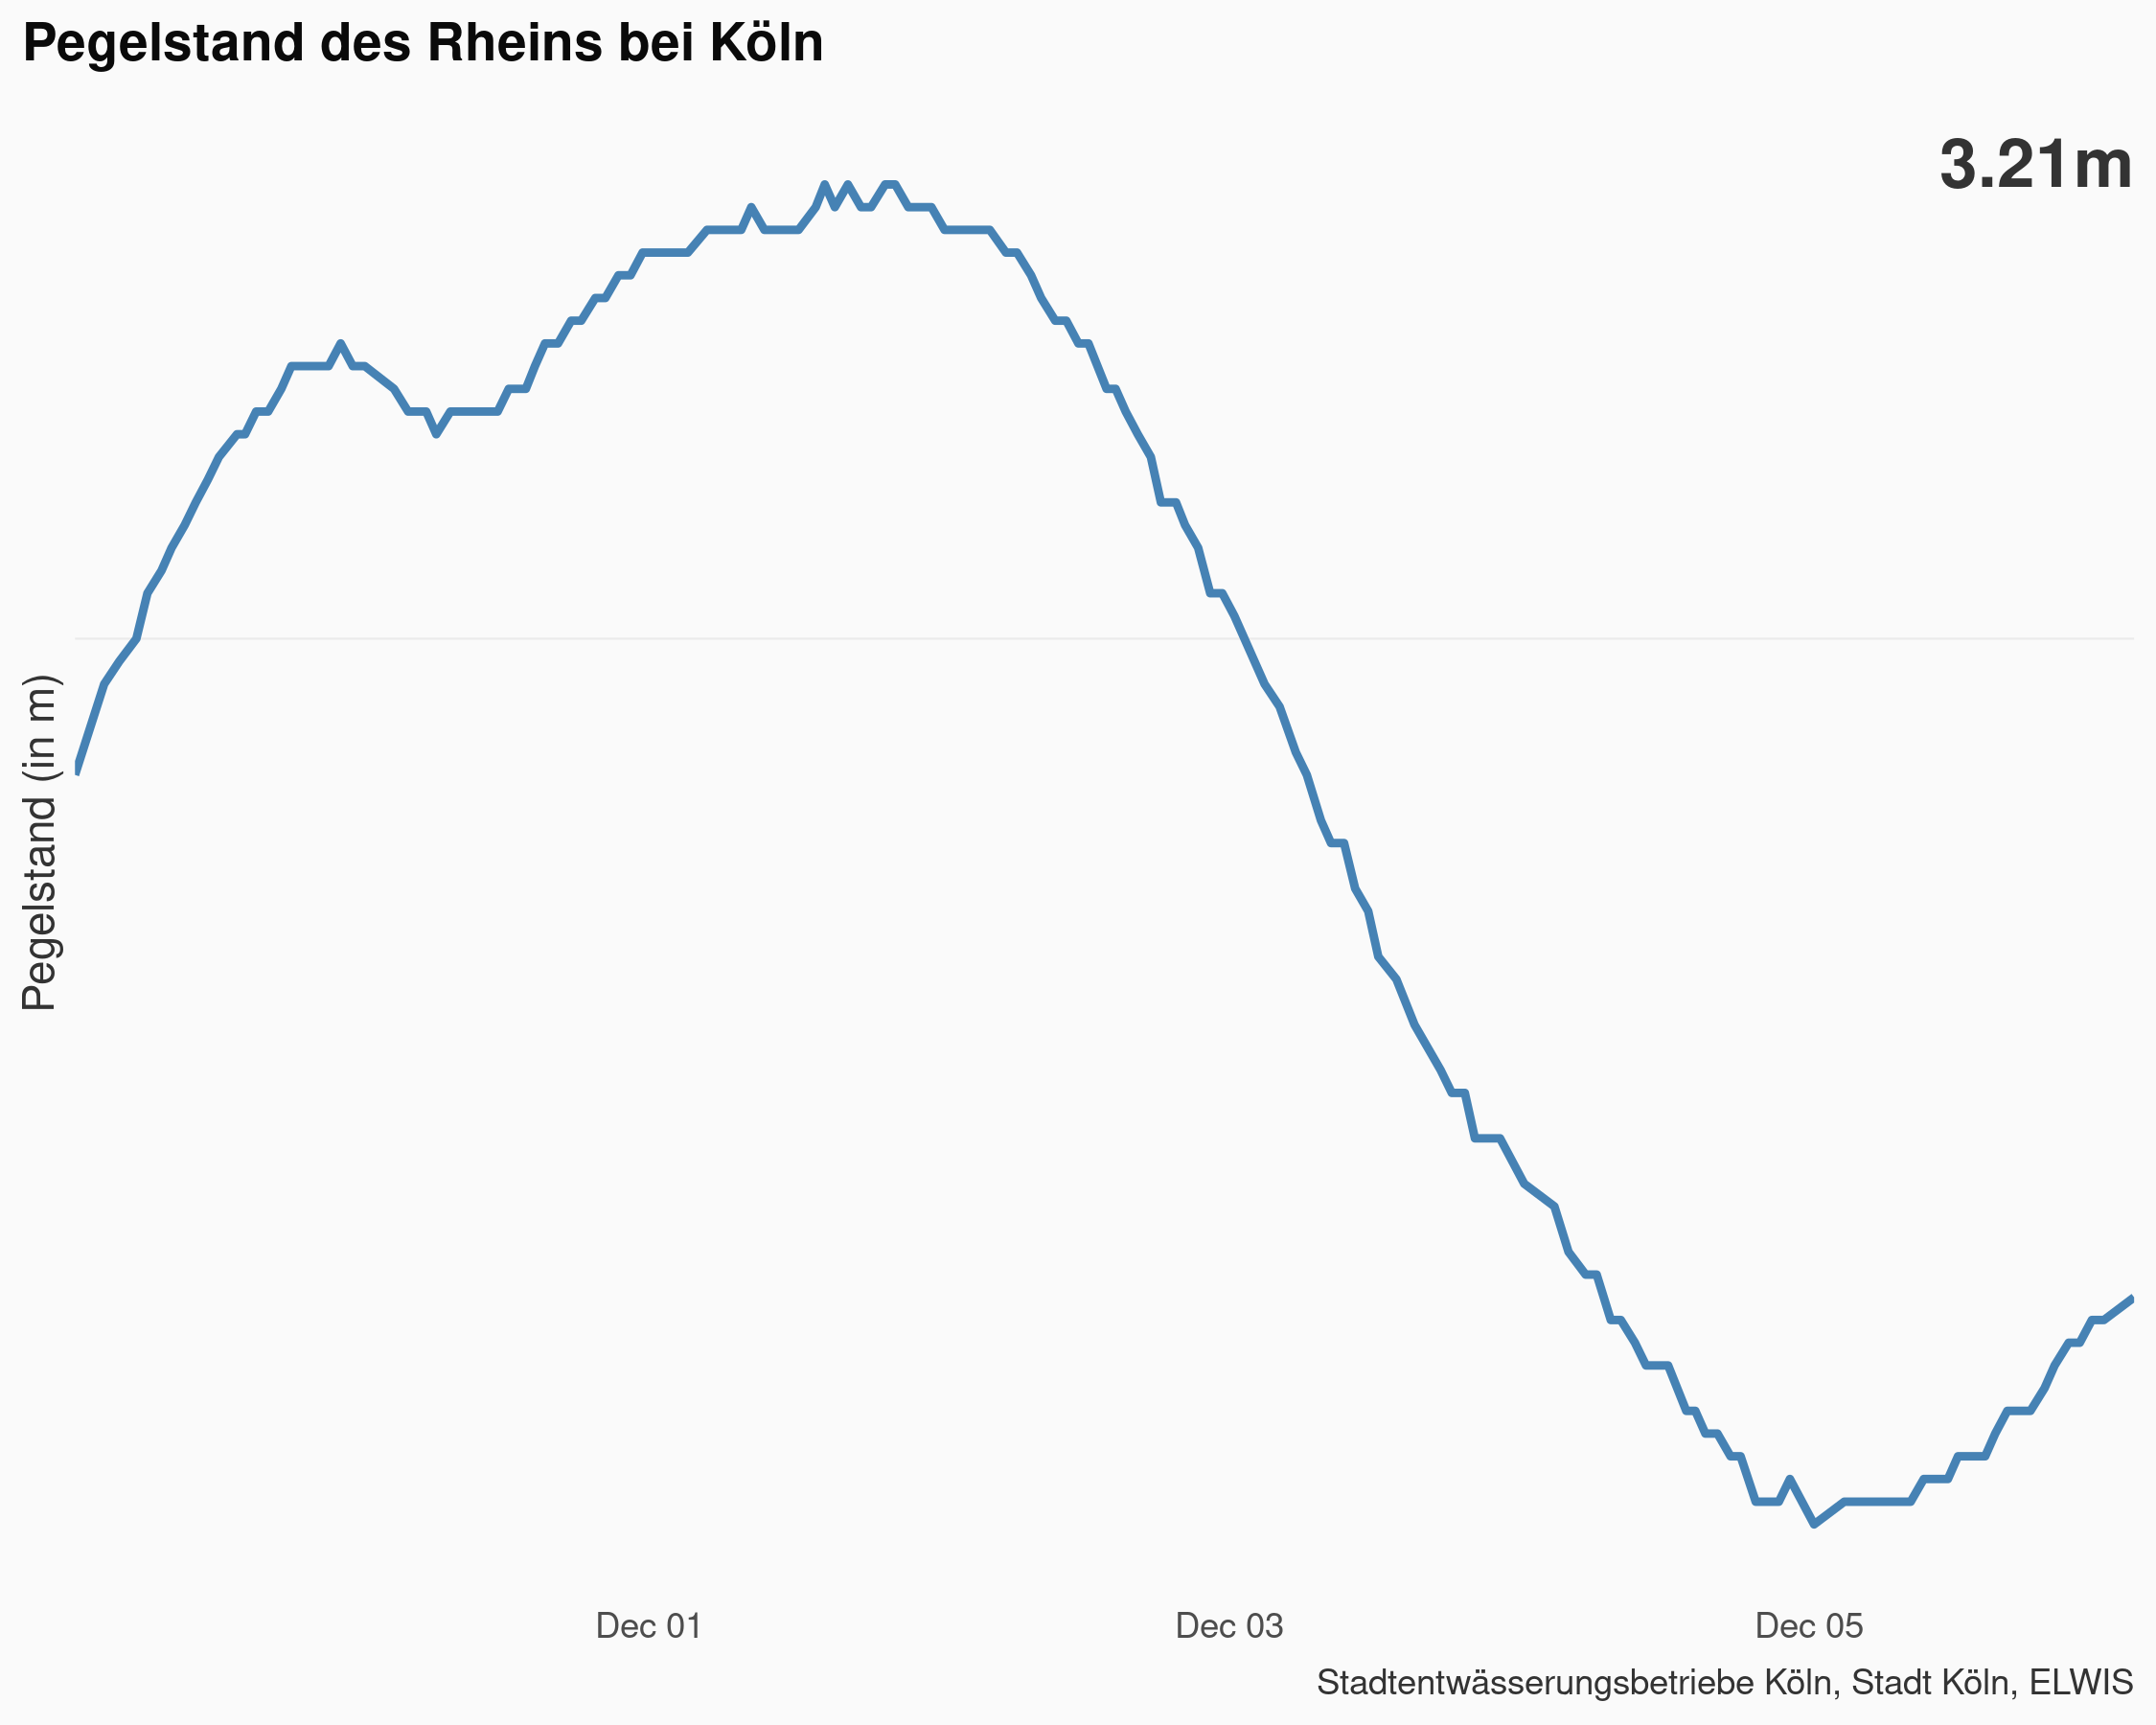 Pegelstand des Rheins bei Köln
3.21m
Pegelstand (in m)
Dec 01
Dec 03
Dec 05
Stadtentwässerungsbetriebe Köln, Stadt Köln, ELWIS